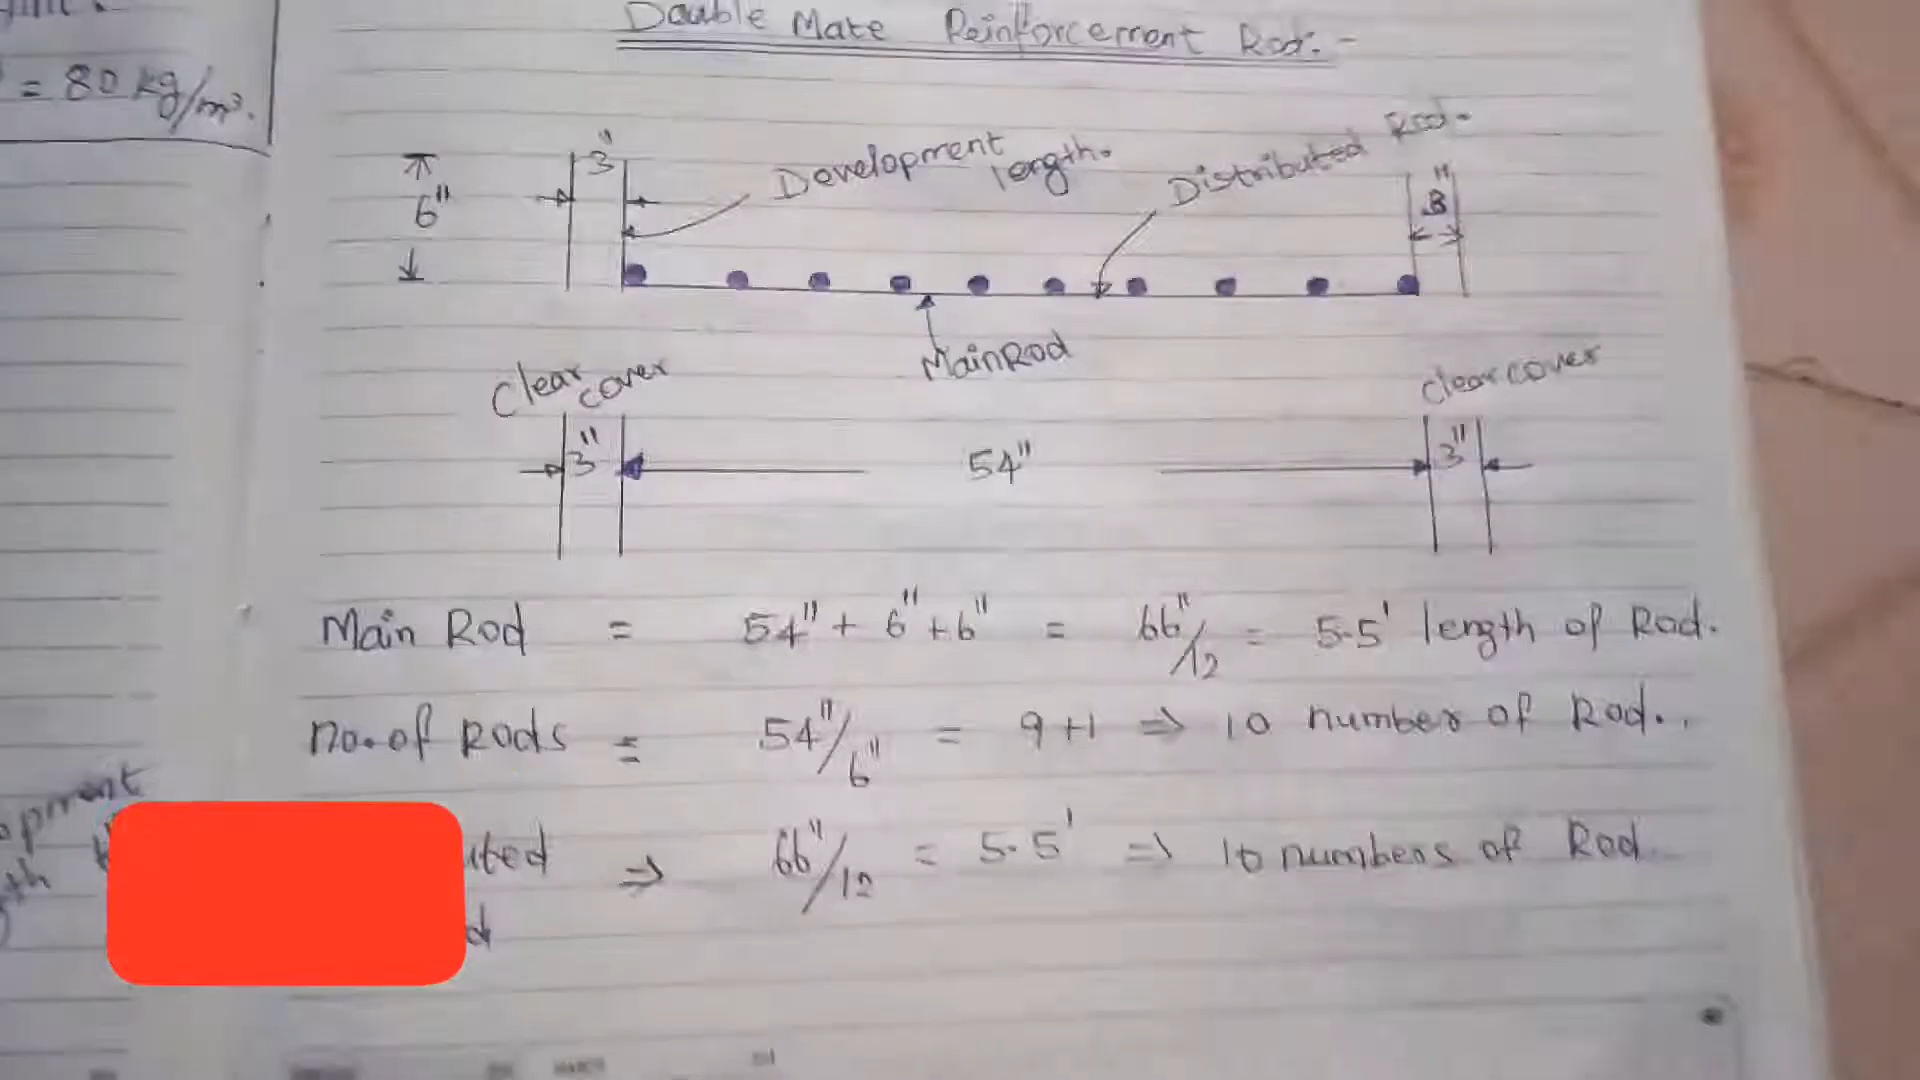 Double Mate Reinforcement Rod:-
= 80 kg/m³.
3"
Development length.
Distributed Rod.
6"
3"
Main Rod
Clear cover
clear cover
3"
54"
3"
Main Rod = 54" + 6" + 6" = 66"/12 = 5.5' length of Rod.
no. of Rods = 54"/6" = 9 + 1 => 10 number of Rod..
=> 66"/12 = 5.5' => 10 numbers of Rod